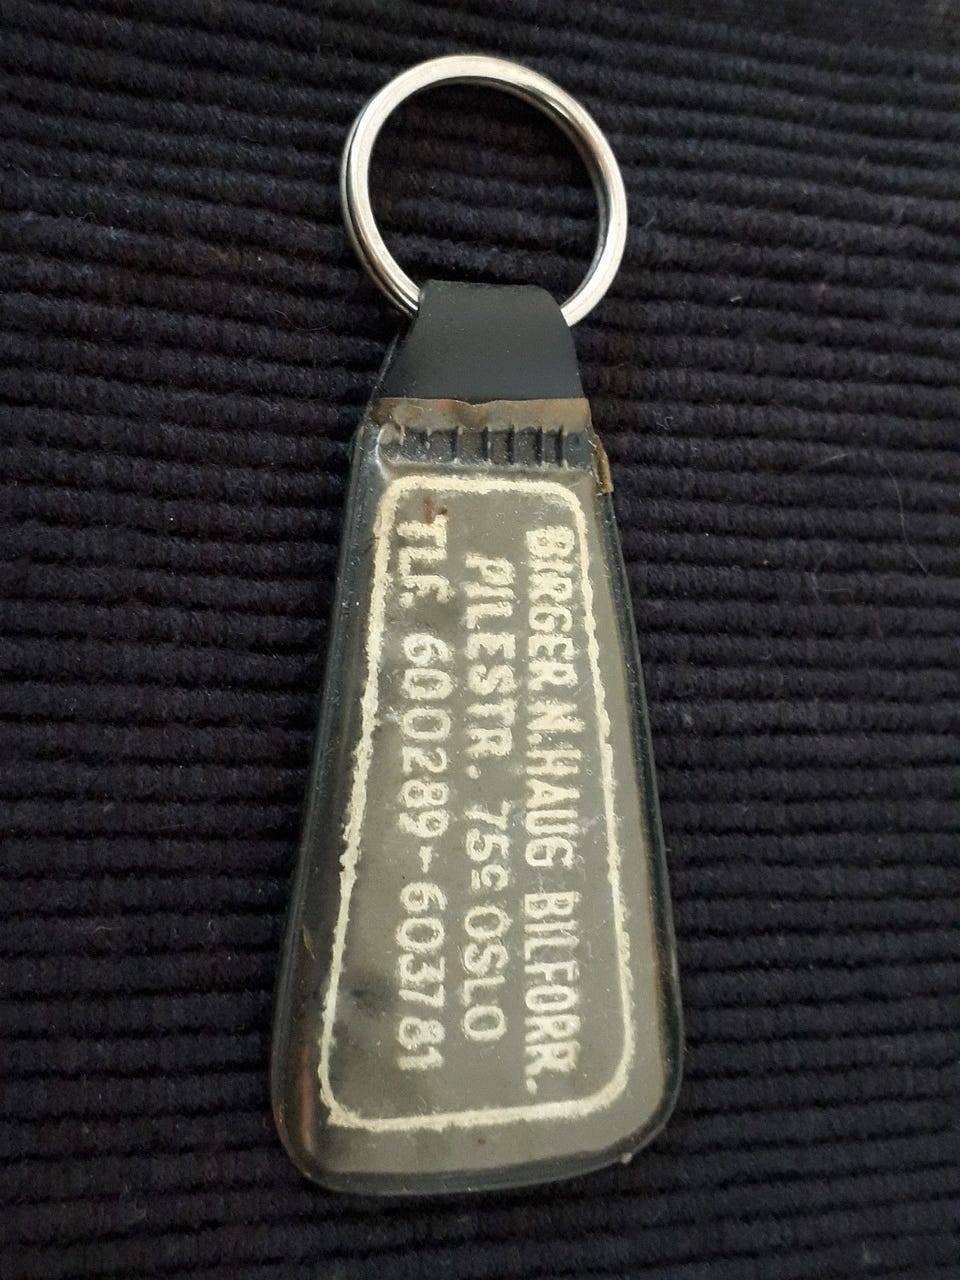 BIRGER.N.HAUG BILFORR.
PILESTR. 75c OSLO
TLF. 600289-603781